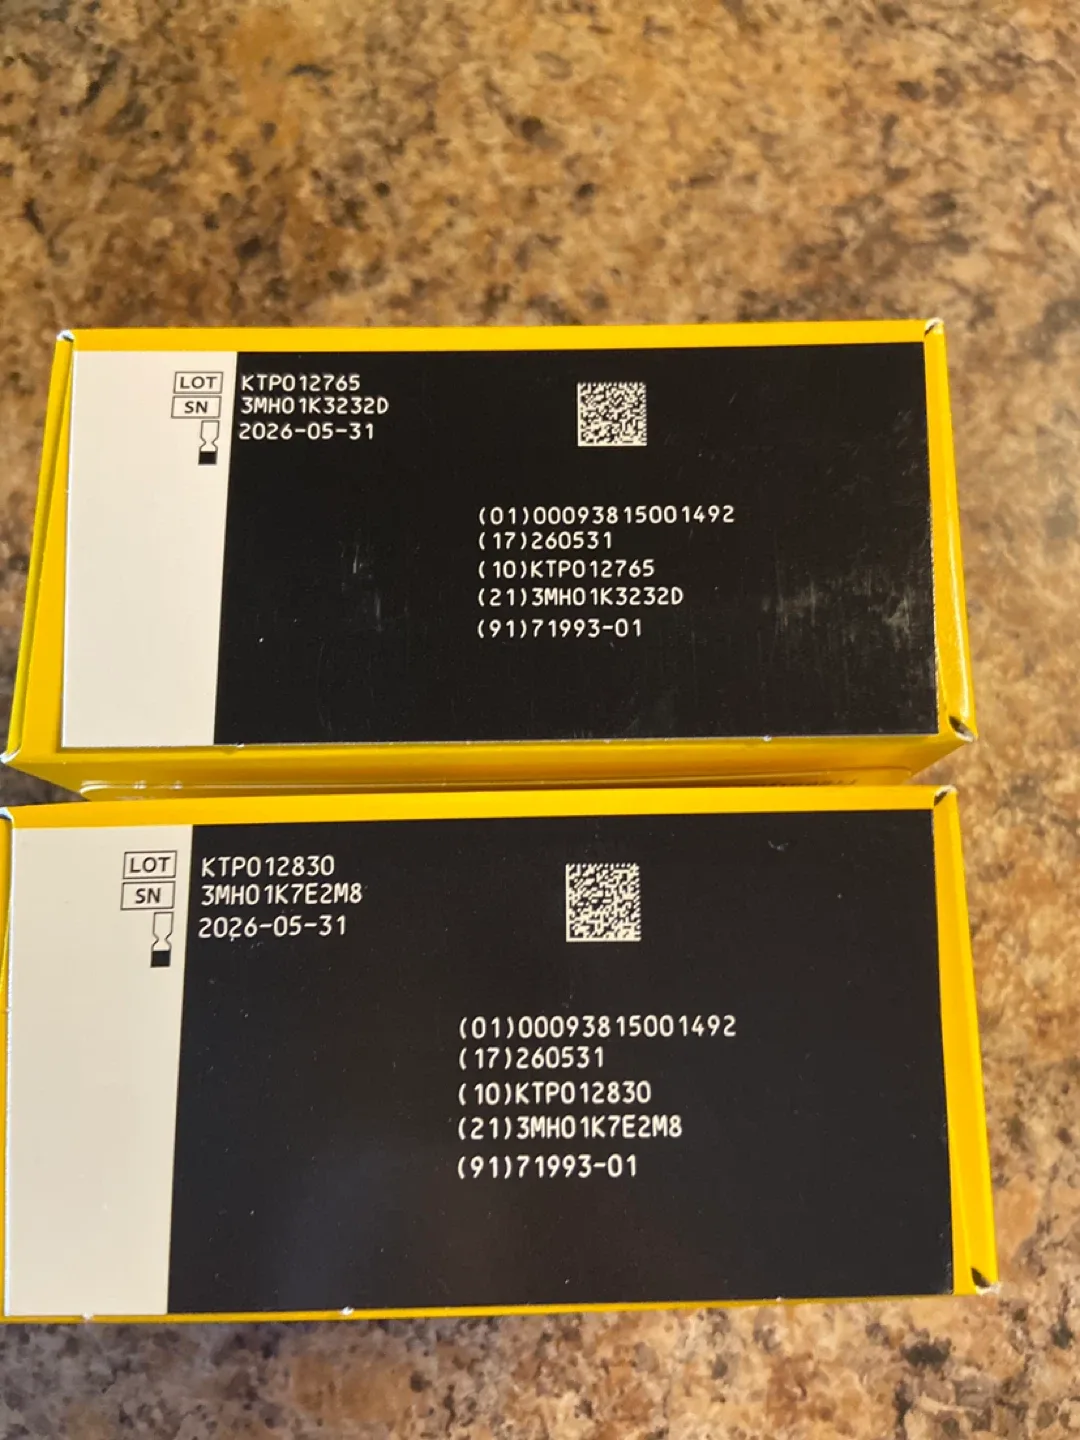 LOT KTP012765
SN 3MH01K3232D
2026-05-31
(01)00093815001492
(17)260531
(10)KTP012765
(21)3MH01K3232D
(91)71993-01
LOT KTP012830
SN 3MH01K7E2M8
2026-05-31
(01)00093815001492
(17)260531
(10)KTP012830
(21)3MH01K7E2M8
(91)71993-01